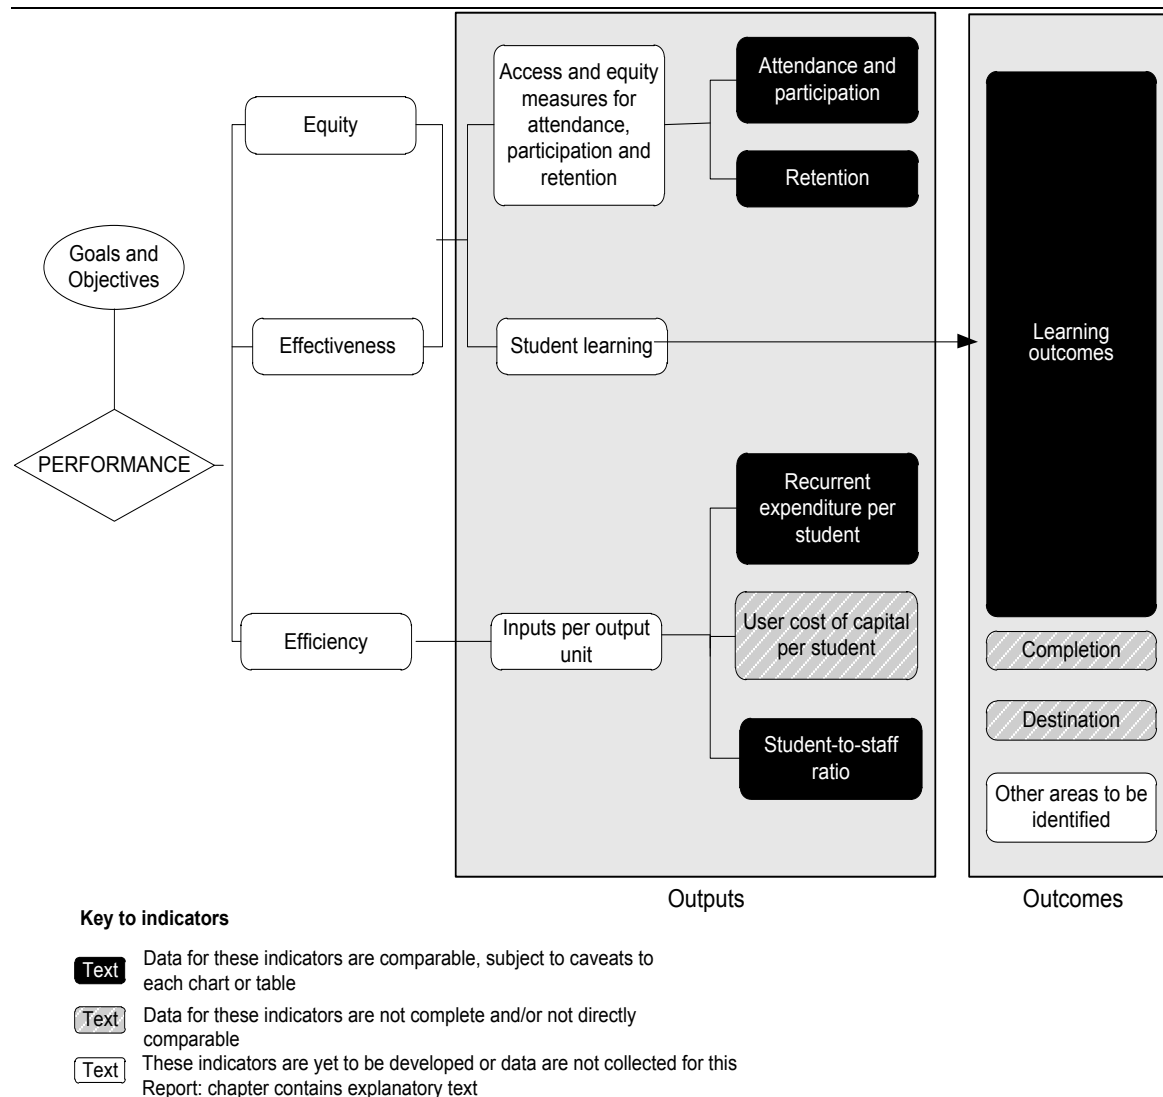 Goals and
Objectives
PERFORMANCE
Equity
Effectiveness
Efficiency
Access and equity
measures for
attendance,
participation and
retention
Student learning
Inputs per output
unit
Attendance and
participation
Retention
Recurrent
expenditure per
student
User cost of capital
per student
Student-to-staff
ratio
Outputs
Learning
outcomes
Completion
Destination
Other areas to be
identified
Outcomes
Key to indicators
Text
Data for these indicators are comparable, subject to caveats to
each chart or table
Text
Data for these indicators are not complete and/or not directly
comparable
Text
These indicators are yet to be developed or data are not collected for this
Report: chapter contains explanatory text